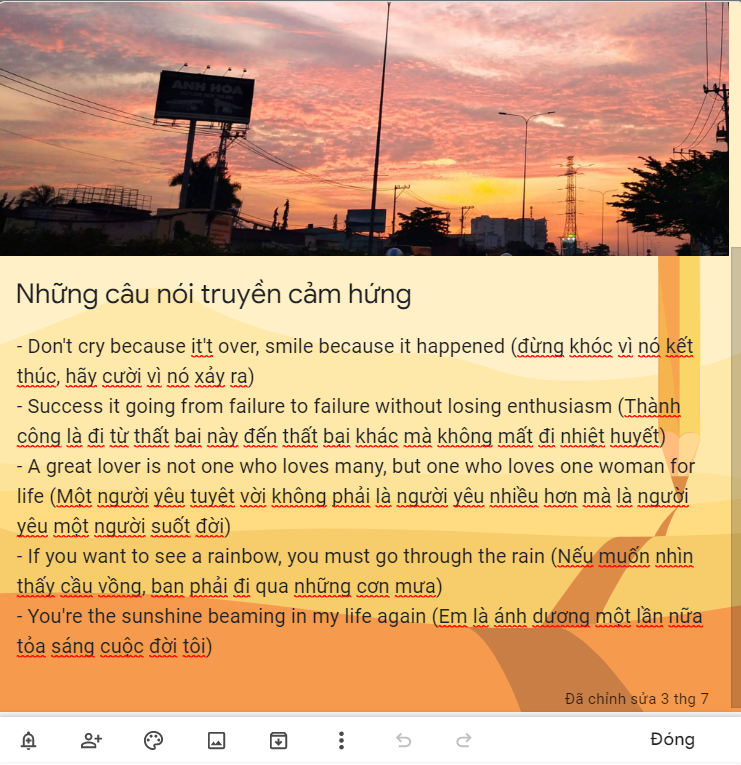 ANH HOA
Những câu nói truyền cảm hứng
- Don't cry because it't over, smile because it happened (đừng khóc vì nó kết
thúc, hãy cười vì nó xảy ra)
- Success it going from failure to failure without losing enthusiasm (Thành
công là đi từ thất bại này đến thất bại khác mà không mất đi nhiệt huyết)
- A great lover is not one who loves many, but one who loves one woman for
life (Một người yêu tuyệt vời không phải là người yêu nhiều hơn mà là người
yêu một người suốt đời)
- If you want to see a rainbow, you must go through the rain (Nếu muốn nhìn
thấy cầu vồng, bạn phải đi qua những cơn mưa)
- You're the sunshine beaming in my life again (Em là ánh dương một lần nữa
tỏa sáng cuộc đời tôi)
Đã chỉnh sửa 3 thg 7
Đóng